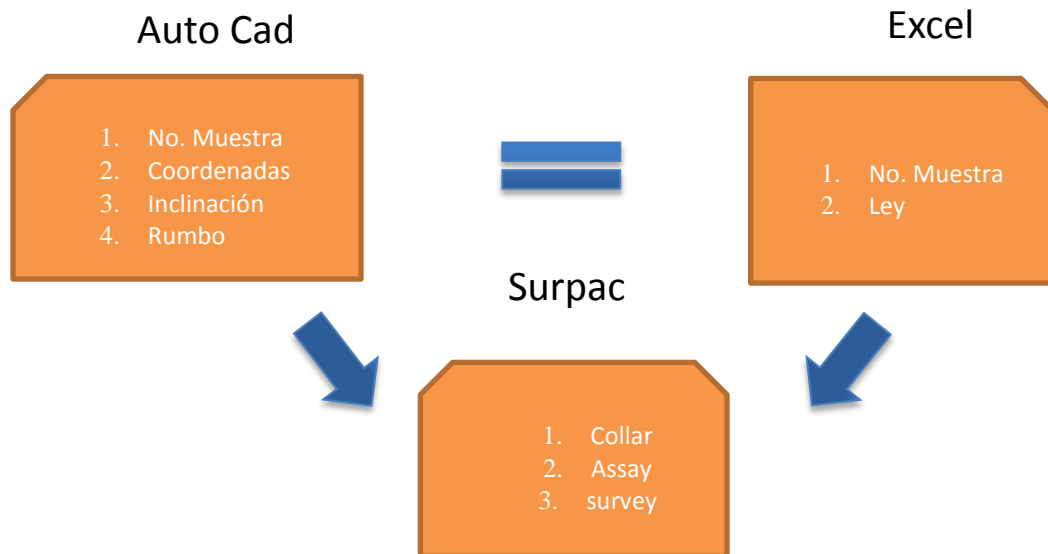 Auto Cad
1. No. Muestra
2. Coordenadas
3. Inclinación
4. Rumbo
Excel
1. No. Muestra
2. Ley
Surpac
1. Collar
2. Assay
3. survey